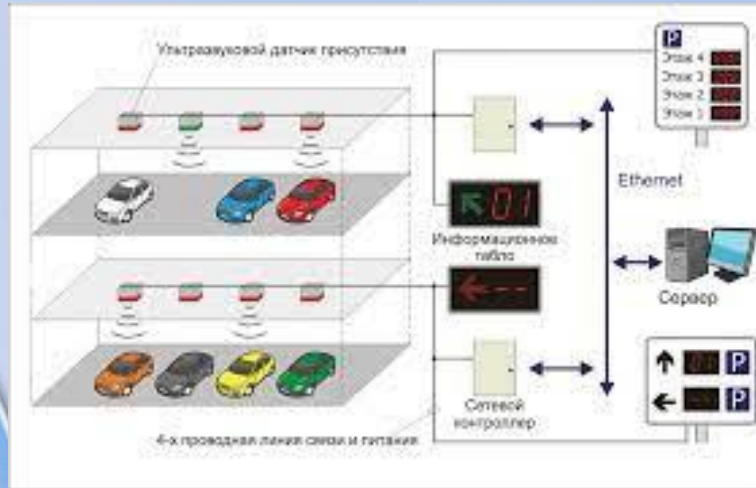 Ультразвуковой датчик присутствия
P
Этаж 4
Этаж 3
Этаж 2
Этаж 1
Ethernet
01
Информационное
табло
Сервер
←--
↑ 01 P
← -- P
Сетевой
контроллер
4-х проводная линия связи и питания